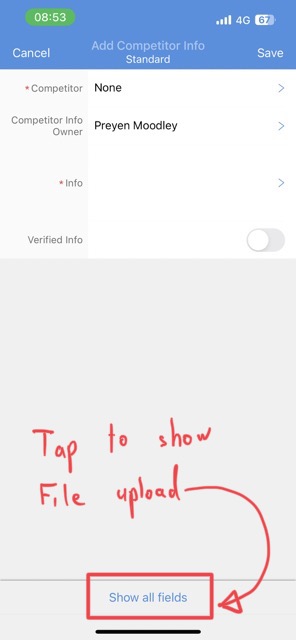 08:53
4G 67
Cancel
Add Competitor Info
Standard
Save
* Competitor
None
Competitor Info
Owner
Preyen Moodley
* Info
Verified Info
Tap to show
File upload
Show all fields